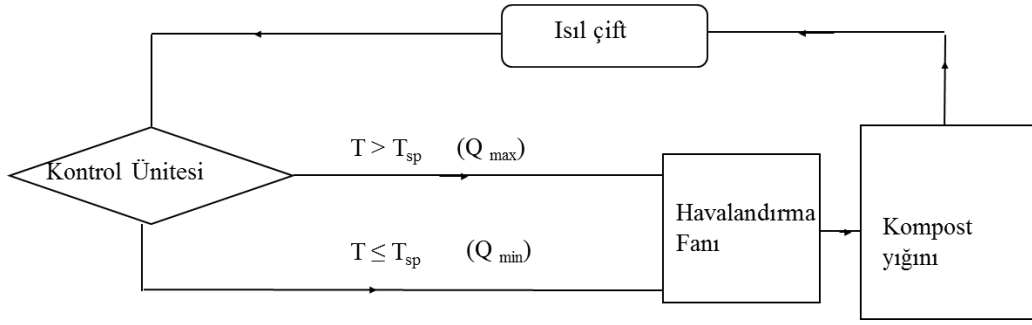 Isıl çift
T > Tsp (Q max)
Kontrol Ünitesi
Havalandırma
Fanı
Kompost
yığını
T ≤ Tsp (Q min)